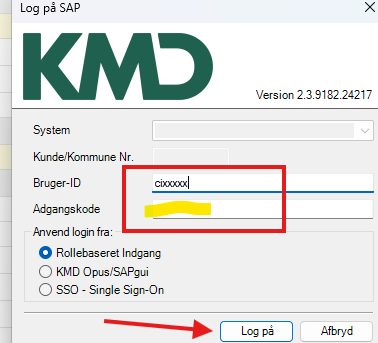 Log på SAP
KMD
Version 2.3.9182.24217
System
Kunde/Kommune Nr.
Bruger-ID cixxxxx
Adgangskode
Anvend login fra:
Rollebaseret Indgang
KMD Opus/SAPgui
SSO - Single Sign-On
Log på Afbryd